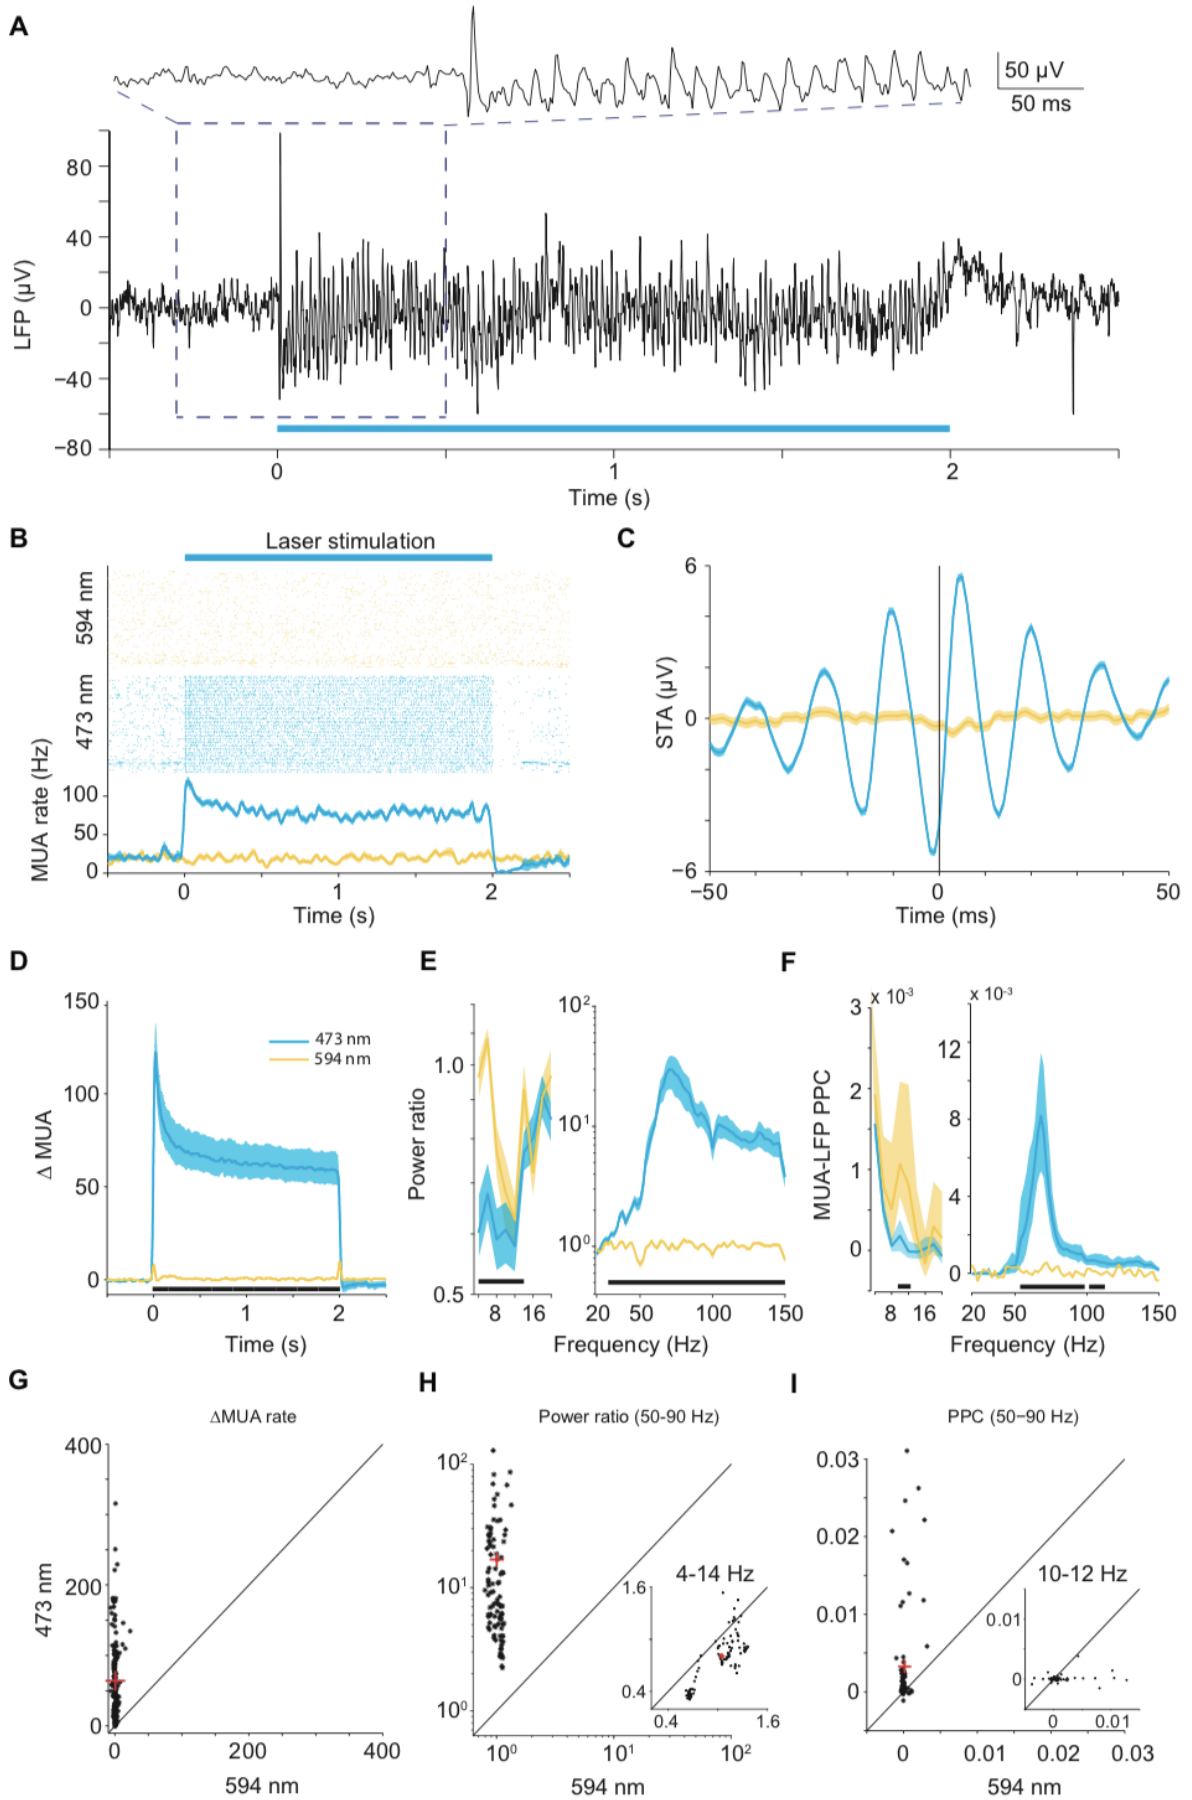 A
50 µV
50 ms
80
40
0
−40
−80
LFP (µV)
0
1
2
Time (s)
B
Laser stimulation
594 nm
473 nm
MUA rate (Hz)
100
50
0
0
1
2
Time (s)
C
6
0
−6
STA (µV)
−50
0
50
Time (ms)
D
150
100
50
0
Δ MUA
473 nm
594 nm
0
1
2
Time (s)
E
1.0
0.5
Power ratio
8
16
10²
10¹
10⁰
20
50
100
150
Frequency (Hz)
F
x 10⁻³
3
2
1
0
MUA-LFP PPC
8
16
x 10⁻³
12
8
4
0
20
50
100
150
Frequency (Hz)
G
ΔMUA rate
400
200
0
473 nm
0
200
400
594 nm
H
Power ratio (50-90 Hz)
10²
10¹
10⁰
4-14 Hz
1.6
0.4
0.4
1.6
10⁰
10¹
10²
594 nm
I
PPC (50−90 Hz)
0.03
0.02
0.01
0
10-12 Hz
0.01
0
0
0.01
0
0.01
0.02
0.03
594 nm